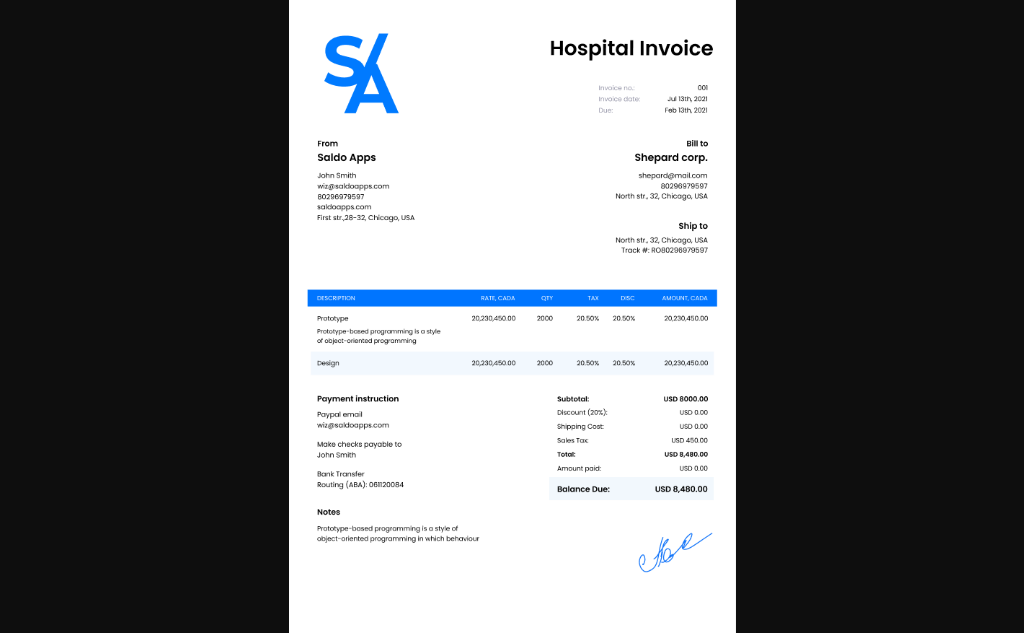 S/A
Hospital Invoice
Invoice no.: 001
Invoice date: Jul 13th, 2021
Due: Feb 13th, 2021
From
Saldo Apps
John Smith
wiz@saldoapps.com
80296979597
saldoapps.com
First str.,28-32, Chicago, USA
Bill to
Shepard corp.
shepard@mail.com
80296979597
North str., 32, Chicago, USA
Ship to
North str., 32, Chicago, USA
Track #: RO80296979597
DESCRIPTION RATE, CADA QTY TAX DISC AMOUNT, CADA
Prototype 20,230,450.00 2000 20.50% 20.50% 20,230,450.00
Prototype-based programming is a style
of object-oriented programming
Design 20,230,450.00 2000 20.50% 20.50% 20,230,450.00
Payment instruction
Paypal email
wiz@saldoapps.com
Make checks payable to
John Smith
Bank Transfer
Routing (ABA): 061120084
Subtotal: USD 8000.00
Discount (20%): USD 0.00
Shipping Cost: USD 0.00
Sales Tax: USD 450.00
Total: USD 8,480.00
Amount paid: USD 0.00
Balance Due: USD 8,480.00
Notes
Prototype-based programming is a style of
object-oriented programming in which behaviour